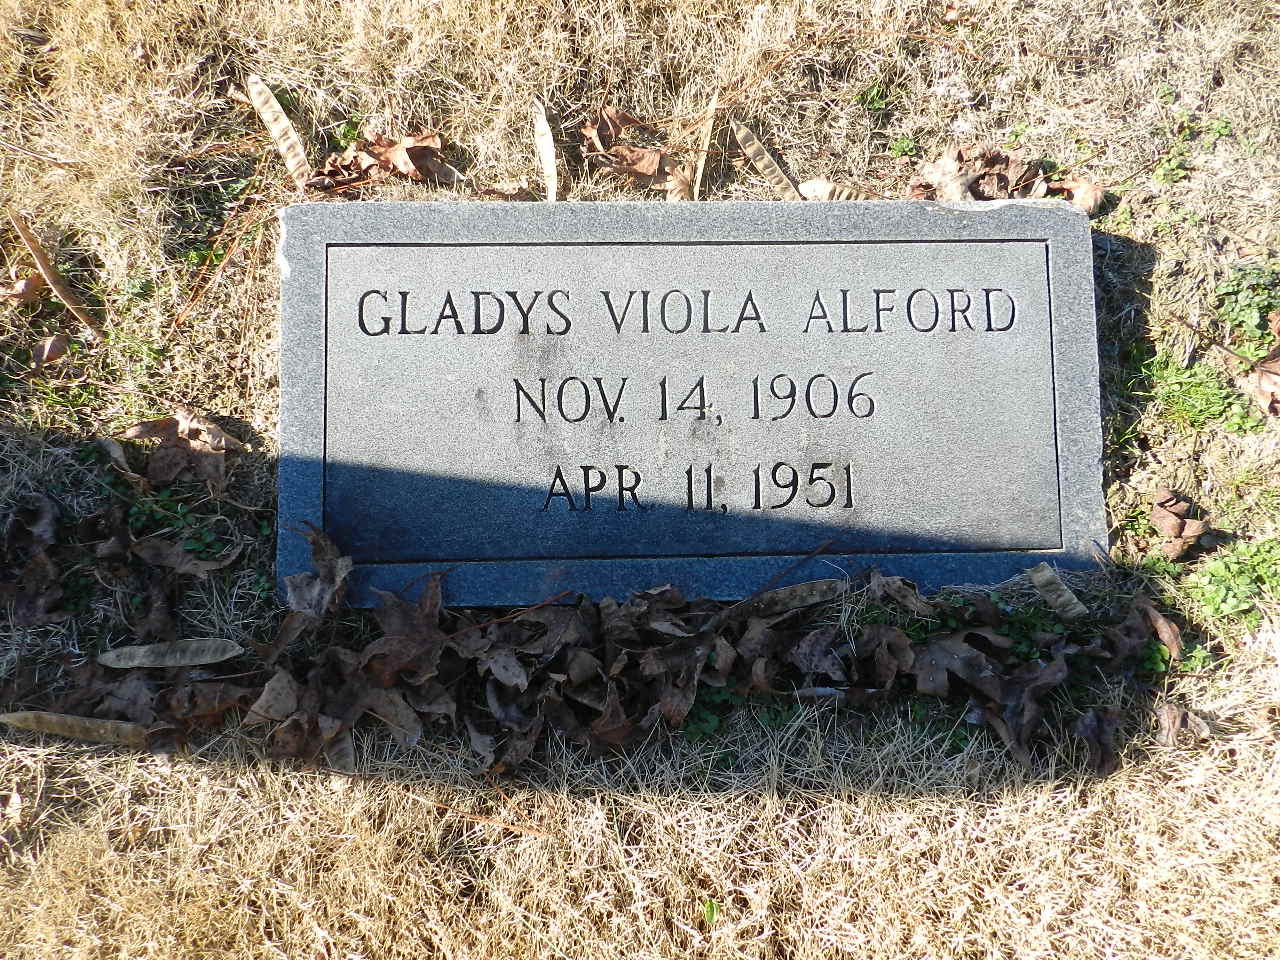 GLADYS VIOLA ALFORD
NOV. 14, 1906
APR. 11, 1951